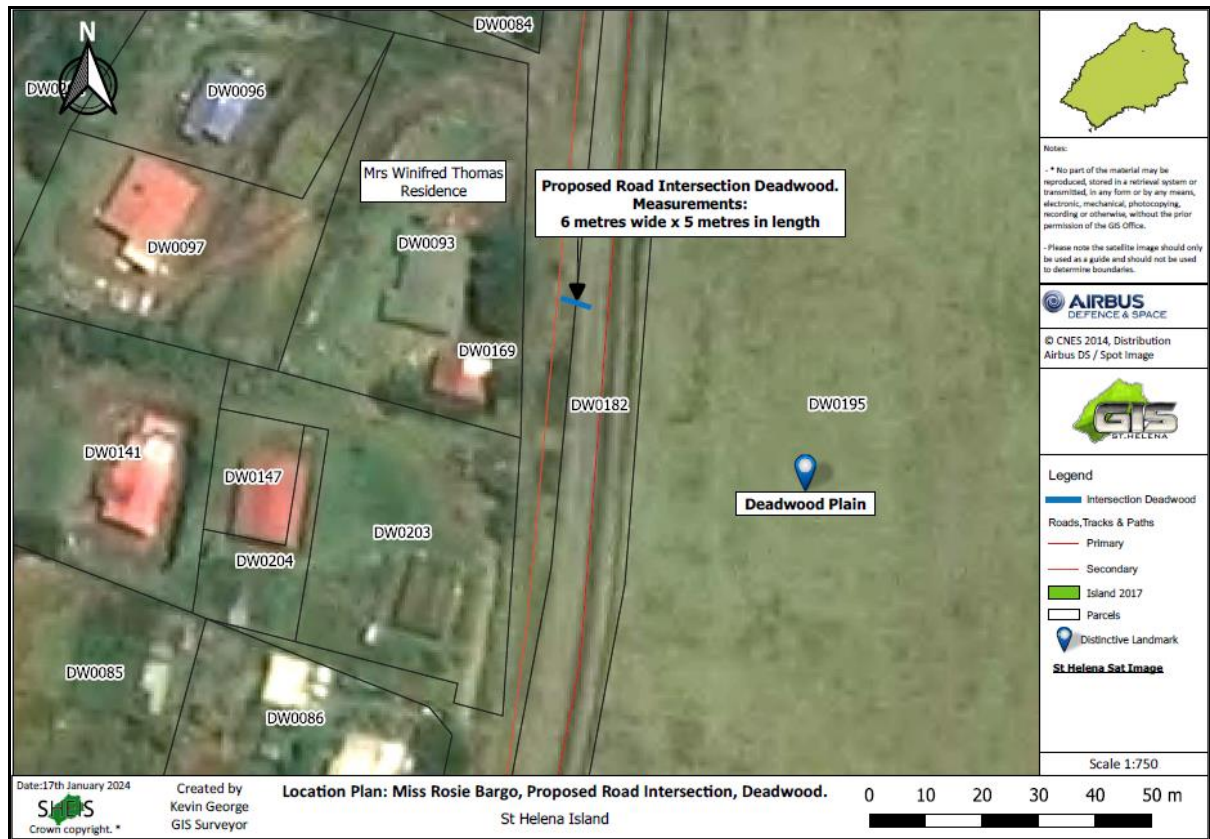 N
DW0084
DW0096
DW0097
Mrs Winifred Thomas
Residence
DW0093
Proposed Road Intersection Deadwood.
Measurements:
6 metres wide x 5 metres in length
DW0169
DW0182
DW0195
DW0141
DW0147
DW0203
DW0204
Deadwood Plain
DW0085
DW0086
Notes:
- * No part of the material may be
reproduced, stored in a retrieval system or
transmitted, in any form or by any means,
electronic, mechanical, photocopying,
recording or otherwise, without the prior
permission of the GIS Office.
- Please note the satellite image should only
be used as a guide and should not be used
to determine boundaries.
AIRBUS
DEFENCE & SPACE
© CNES 2014, Distribution
Airbus DS / Spot Image
GIS
ST.HELENA
Legend
Intersection Deadwood
Roads,Tracks & Paths
Primary
Secondary
Island 2017
Parcels
Distinctive Landmark
St Helena Sat Image
Scale 1:750
Date:17th January 2024
SHEIS
Crown copyright. *
Created by
Kevin George
GIS Surveyor
Location Plan: Miss Rosie Bargo, Proposed Road Intersection, Deadwood.
St Helena Island
0 10 20 30 40 50 m